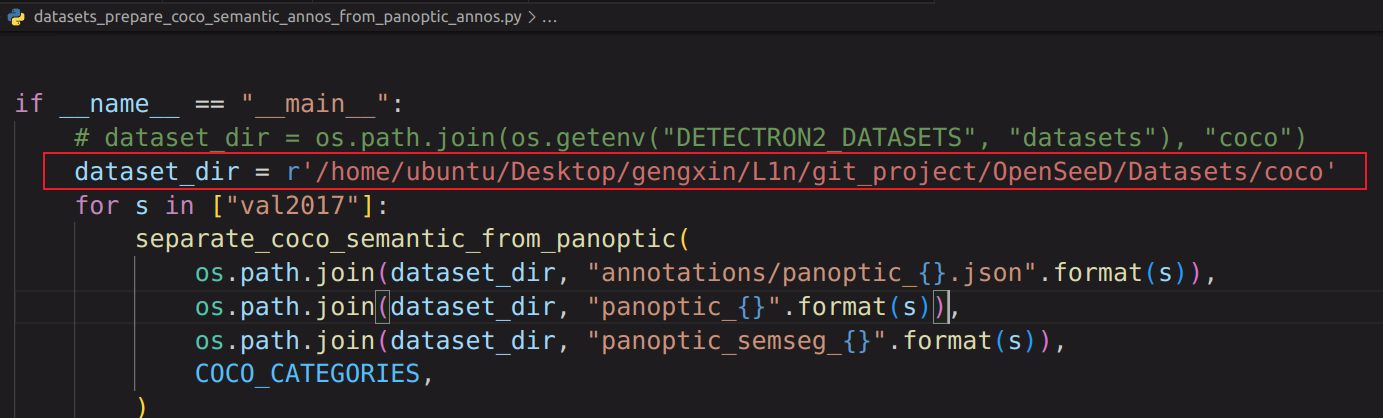 datasets_prepare_coco_semantic_annos_from_panoptic_annos.py > ...
if __name__ == "__main__":
    # dataset_dir = os.path.join(os.getenv("DETECTRON2_DATASETS", "datasets"), "coco")
    dataset_dir = r'/home/ubuntu/Desktop/gengxin/L1n/git_project/OpenSeeD/Datasets/coco'
    for s in ["val2017"]:
        separate_coco_semantic_from_panoptic(
            os.path.join(dataset_dir, "annotations/panoptic_{}.json".format(s)),
            os.path.join(dataset_dir, "panoptic_{}".format(s)),
            os.path.join(dataset_dir, "panoptic_semseg_{}".format(s)),
            COCO_CATEGORIES,
        )